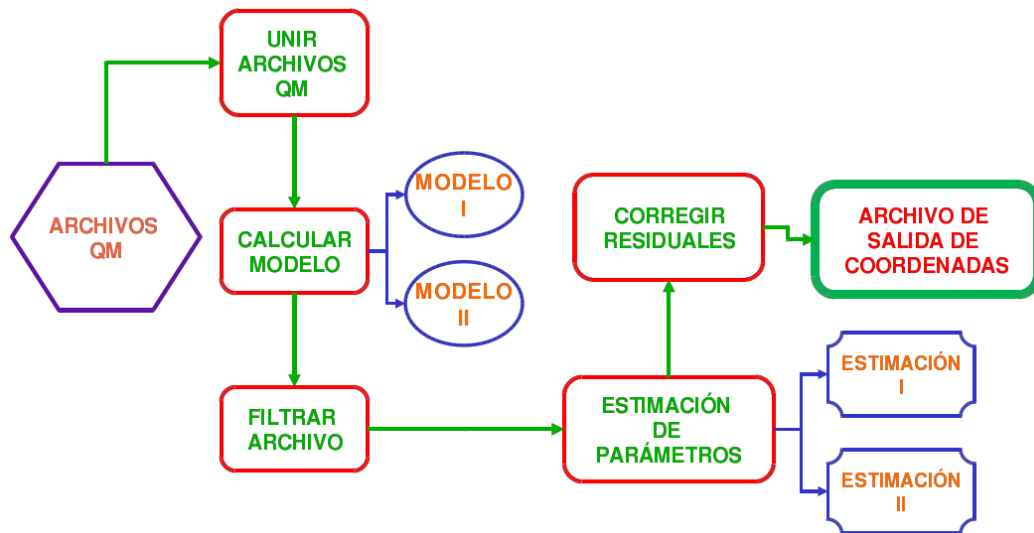 UNIR
ARCHIVOS
QM
ARCHIVOS
QM
CALCULAR
MODELO
MODELO
I
MODELO
II
FILTRAR
ARCHIVO
ESTIMACIÓN
DE
PARÁMETROS
CORREGIR
RESIDUALES
ARCHIVO DE
SALIDA DE
COORDENADAS
ESTIMACIÓN
I
ESTIMACIÓN
II